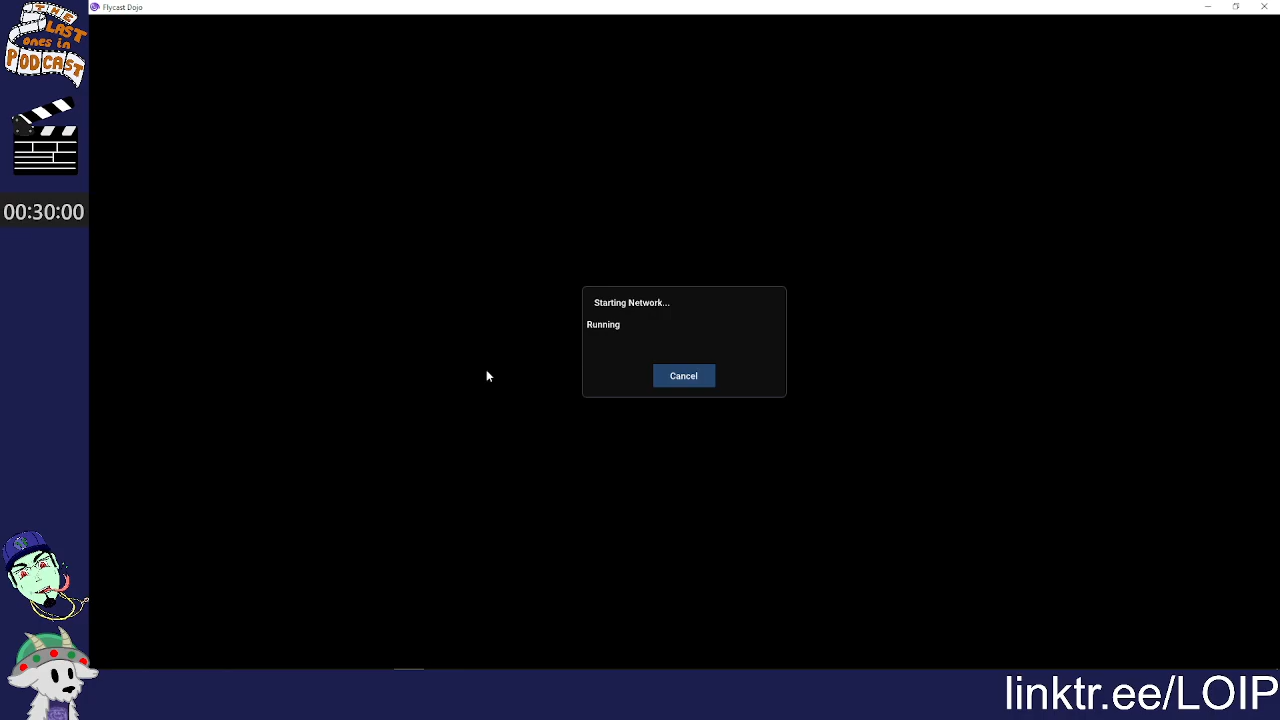 Flycast Dojo
THE
LAST
ones in
PODCAST
00:30:00
Starting Network...
Running
Cancel
linktr.ee/LOIP